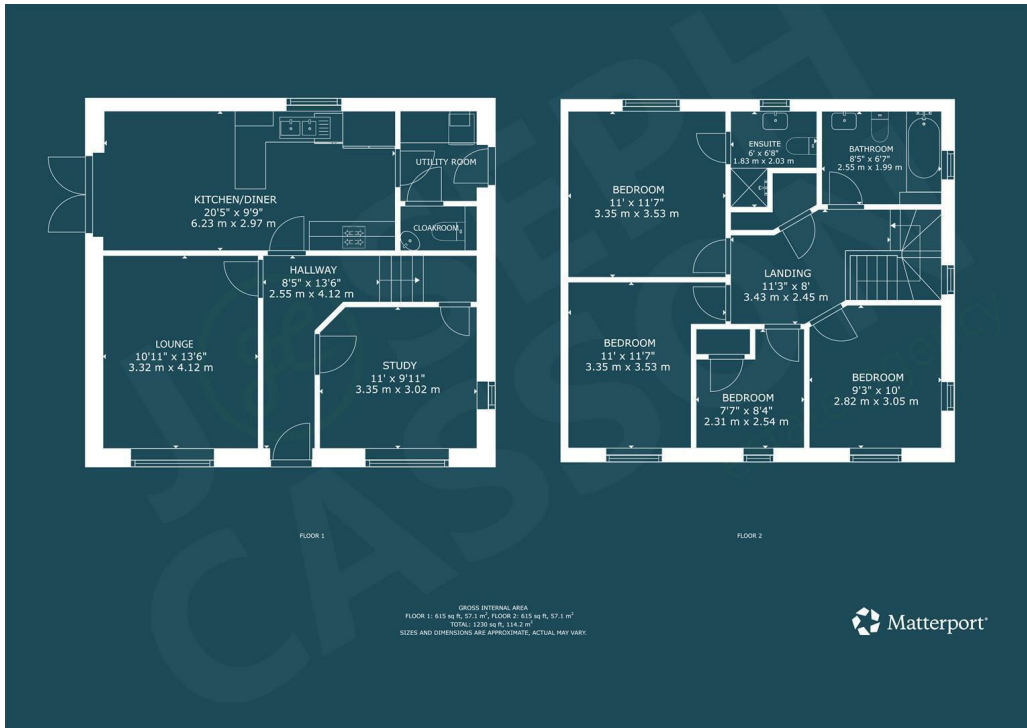 KITCHEN/DINER
20'5" x 9'9"
6.23 m x 2.97 m
UTILITY ROOM
CLOAKROOM
HALLWAY
8'5" x 13'6"
2.55 m x 4.12 m
LOUNGE
10'11" x 13'6"
3.32 m x 4.12 m
STUDY
11' x 9'11"
3.35 m x 3.02 m
FLOOR 1
BEDROOM
11' x 11'7"
3.35 m x 3.53 m
ENSUITE
6' x 6'8"
1.83 m x 2.03 m
BATHROOM
8'5" x 6'7"
2.55 m x 1.99 m
LANDING
11'3" x 8'
3.43 m x 2.45 m
BEDROOM
11' x 11'7"
3.35 m x 3.53 m
BEDROOM
7'7" x 8'4"
2.31 m x 2.54 m
BEDROOM
9'3" x 10'
2.82 m x 3.05 m
FLOOR 2
GROSS INTERNAL AREA
FLOOR 1: 615 sq ft, 57.1 m², FLOOR 2: 615 sq ft, 57.1 m²
TOTAL: 1230 sq ft, 114.2 m²
SIZES AND DIMENSIONS ARE APPROXIMATE, ACTUAL MAY VARY.
Matterport®
JOSEPH
CASSON